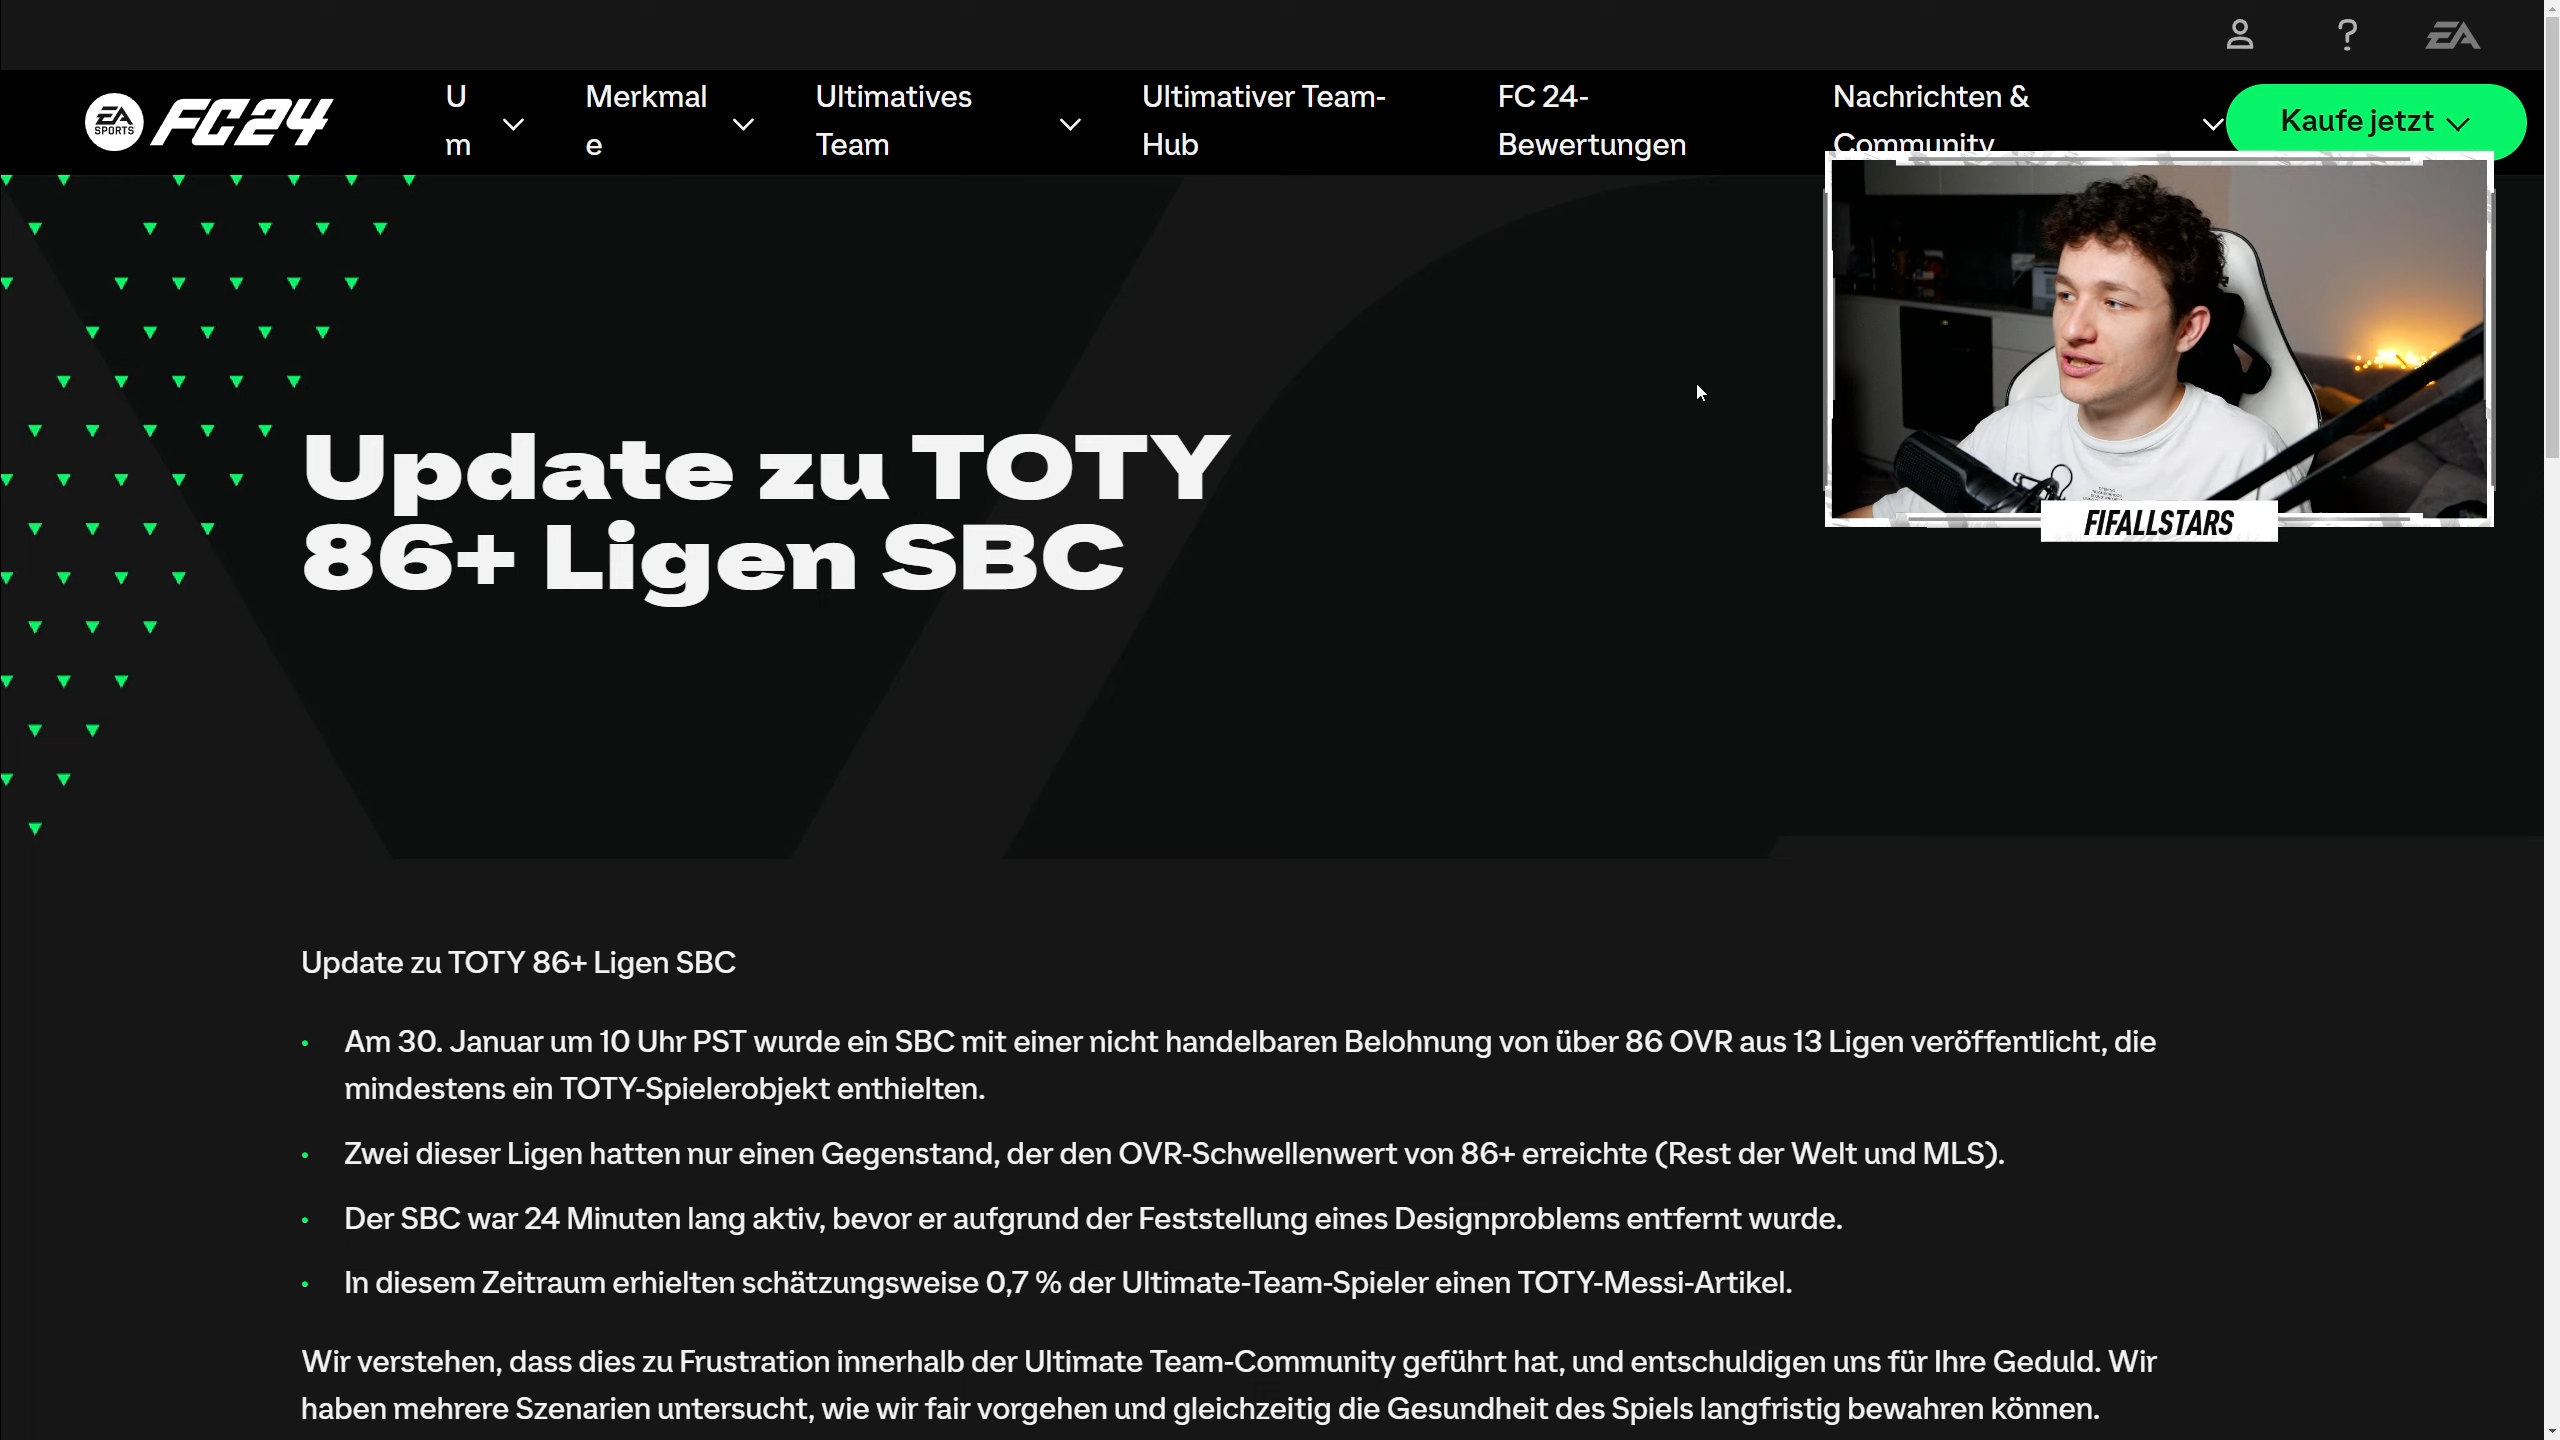 EA
EA
SPORTS
FC24
U
m
Merkmal
e
Ultimatives
Team
Ultimativer Team-
Hub
FC 24-
Bewertungen
Nachrichten &
Community
Kaufe jetzt
FIFALLSTARS
Update zu TOTY
86+ Ligen SBC
Update zu TOTY 86+ Ligen SBC
• Am 30. Januar um 10 Uhr PST wurde ein SBC mit einer nicht handelbaren Belohnung von über 86 OVR aus 13 Ligen veröffentlicht, die
mindestens ein TOTY-Spielerobjekt enthielten.
• Zwei dieser Ligen hatten nur einen Gegenstand, der den OVR-Schwellenwert von 86+ erreichte (Rest der Welt und MLS).
• Der SBC war 24 Minuten lang aktiv, bevor er aufgrund der Feststellung eines Designproblems entfernt wurde.
• In diesem Zeitraum erhielten schätzungsweise 0,7 % der Ultimate-Team-Spieler einen TOTY-Messi-Artikel.
Wir verstehen, dass dies zu Frustration innerhalb der Ultimate Team-Community geführt hat, und entschuldigen uns für Ihre Geduld. Wir
haben mehrere Szenarien untersucht, wie wir fair vorgehen und gleichzeitig die Gesundheit des Spiels langfristig bewahren können.